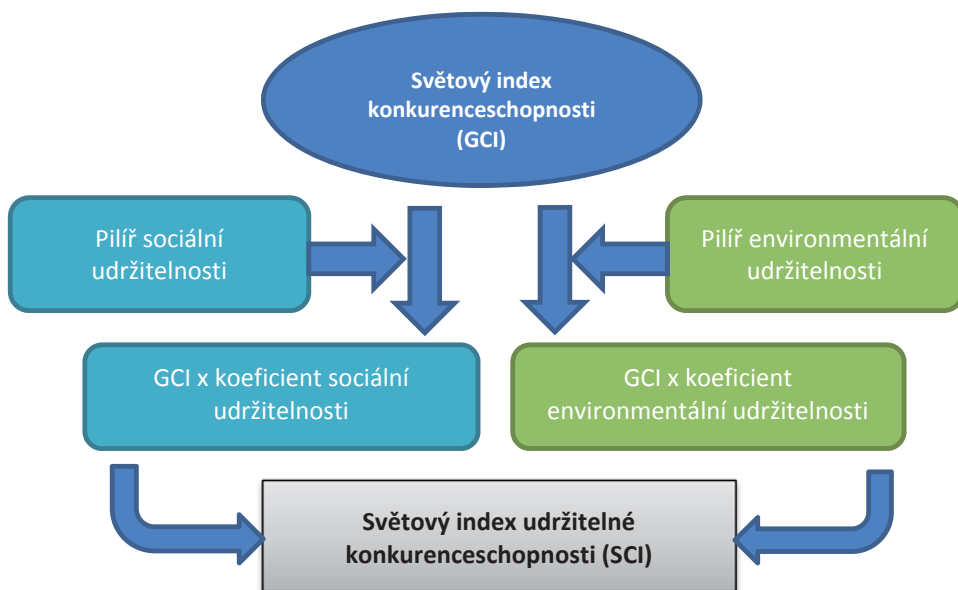 Světový index
konkurenceschopnosti
(GCI)
Pilíř sociální
udržitelnosti
Pilíř environmentální
udržitelnosti
GCI x koeficient sociální
udržitelnosti
GCI x koeficient
environmentální udržitelnosti
Světový index udržitelné
konkurenceschopnosti (SCI)